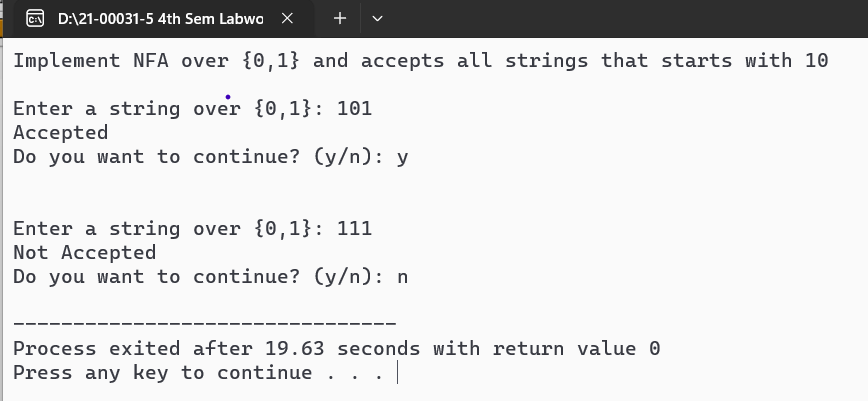 D:\21-00031-5 4th Sem Labwo
Implement NFA over {0,1} and accepts all strings that starts with 10
Enter a string over {0,1}: 101
Accepted
Do you want to continue? (y/n): y
Enter a string over {0,1}: 111
Not Accepted
Do you want to continue? (y/n): n
--------------------------------
Process exited after 19.63 seconds with return value 0
Press any key to continue . . .